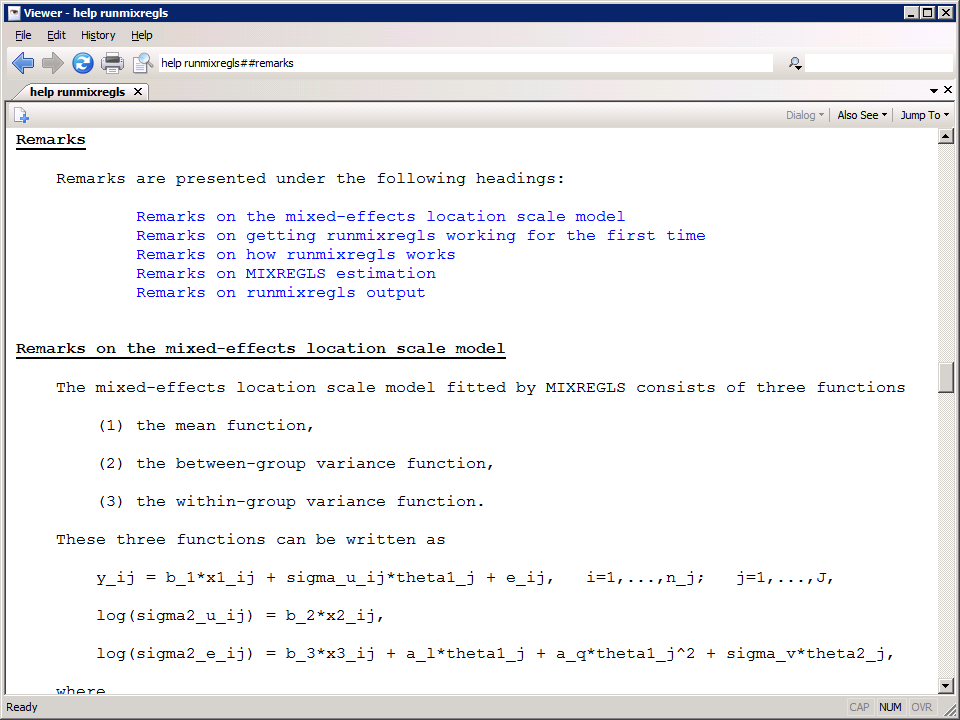 Viewer - help runmixregls
File Edit History Help
help runmixregls##remarks
help runmixregls
Dialog Also See Jump To
Remarks
Remarks are presented under the following headings:
Remarks on the mixed-effects location scale model
Remarks on getting runmixregls working for the first time
Remarks on how runmixregls works
Remarks on MIXREGLS estimation
Remarks on runmixregls output
Remarks on the mixed-effects location scale model
The mixed-effects location scale model fitted by MIXREGLS consists of three functions
(1) the mean function,
(2) the between-group variance function,
(3) the within-group variance function.
These three functions can be written as
y_ij = b_1*x1_ij + sigma_u_ij*theta1_j + e_ij, i=1,...,n_j; j=1,...,J,
log(sigma2_u_ij) = b_2*x2_ij,
log(sigma2_e_ij) = b_3*x3_ij + a_l*theta1_j + a_q*theta1_j^2 + sigma_v*theta2_j,
where
Ready CAP NUM OVR